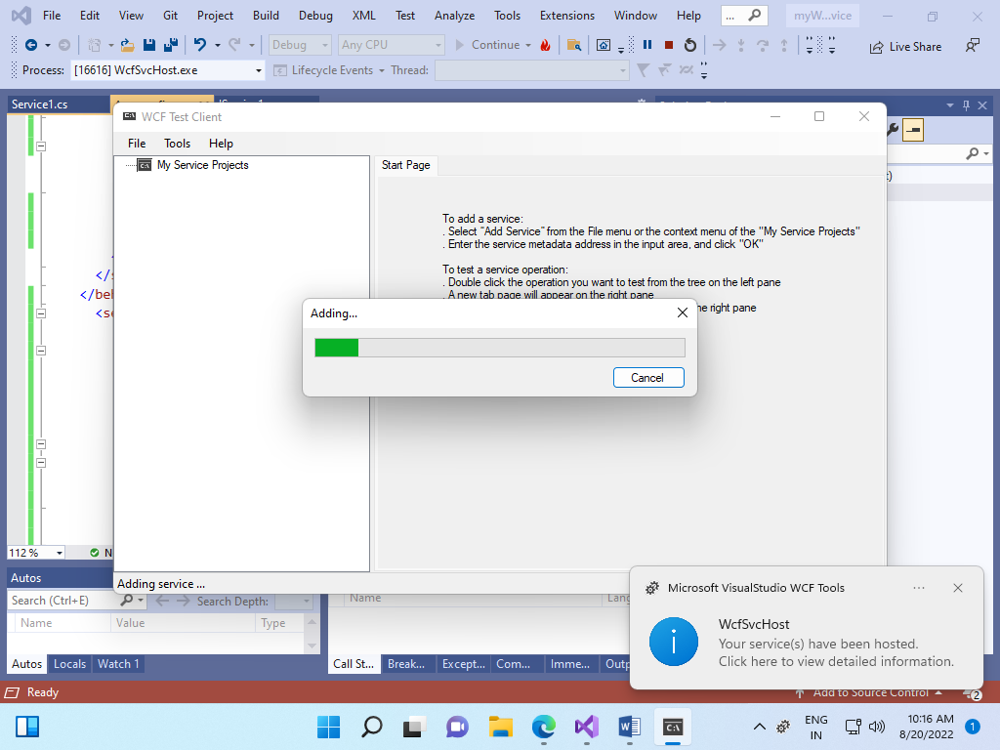 File Edit View Git Project Build Debug XML Test Analyze Tools Extensions Window Help ... myW...vice
Debug Any CPU Continue Live Share
Process: [16616] WcfSvcHost.exe Lifecycle Events Thread:
Service1.cs
WCF Test Client
File Tools Help
My Service Projects
Start Page
To add a service:
. Select "Add Service" from the File menu or the context menu of the "My Service Projects"
. Enter the service metadata address in the input area, and click "OK"
To test a service operation:
. Double click the operation you want to test from the tree on the left pane
. A new tab page will appear on the right pane
he right pane
</
</beh
<se
Adding...
Cancel
112 % N
Adding service ...
Autos
Search (Ctrl+E) Search Depth:
Name Value Type
Name Lang
Autos Locals Watch 1
Call St... Break... Except... Com... Imme... Outp
Microsoft VisualStudio WCF Tools
WcfSvcHost
Your service(s) have been hosted.
Click here to view detailed information.
Ready Add to Source Control 2
ENG
IN
10:16 AM
8/20/2022
1